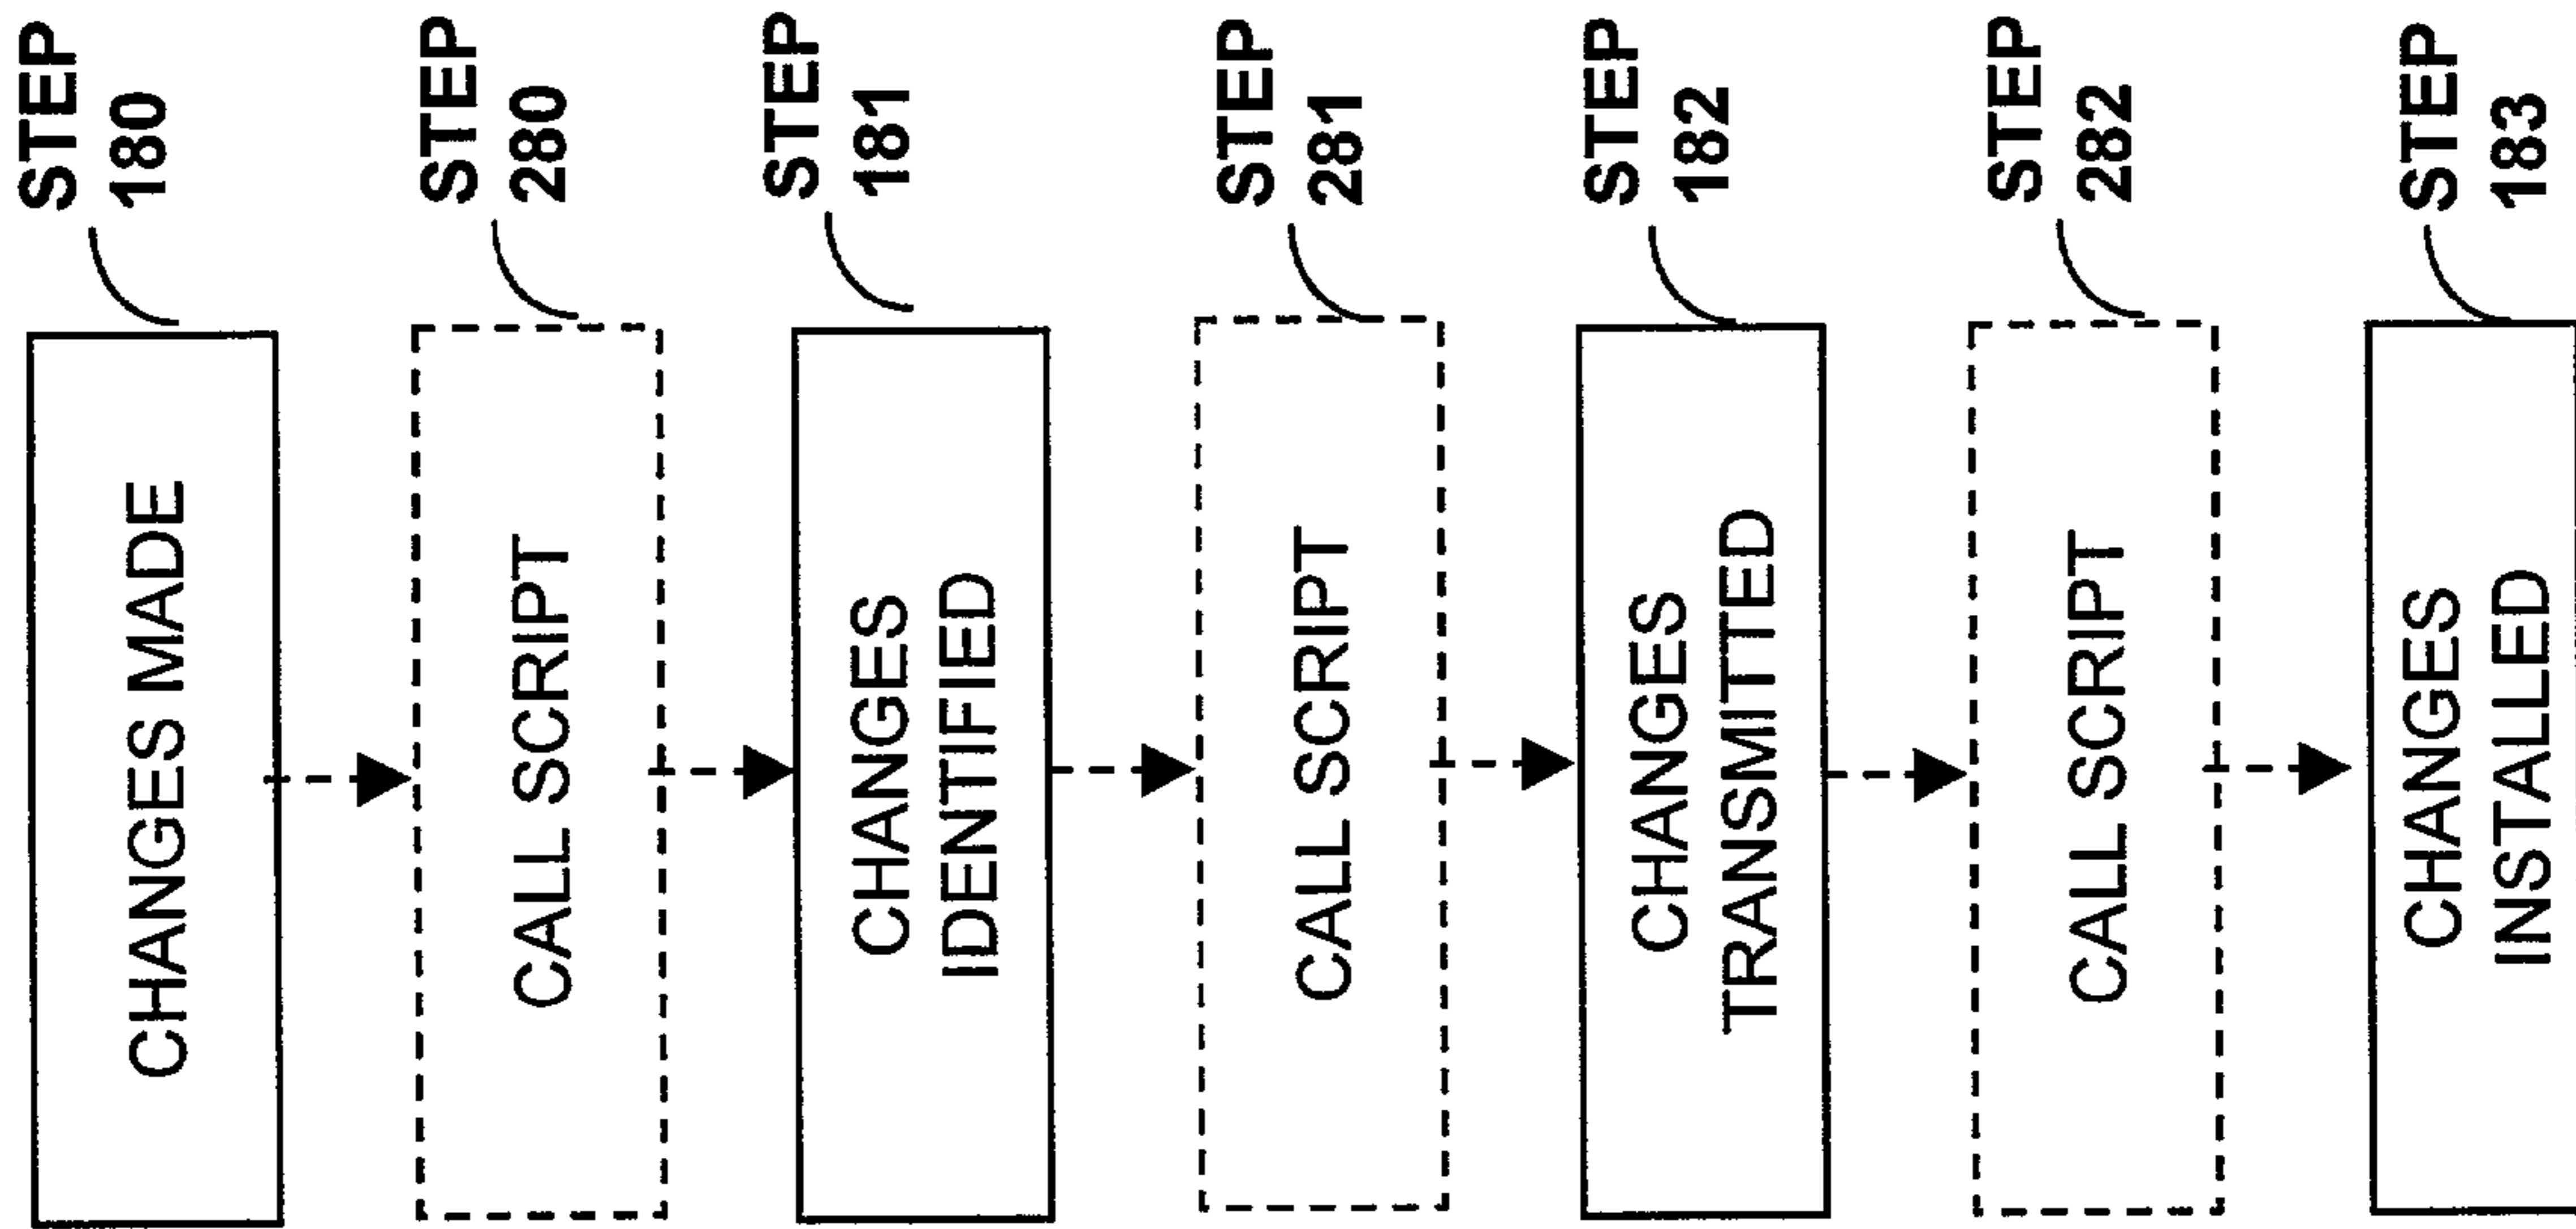 CHANGES MADE
STEP
180
CALL SCRIPT
STEP
280
CHANGES
IDENTIFIED
STEP
181
CALL SCRIPT
STEP
281
CHANGES
TRANSMITTED
STEP
182
CALL SCRIPT
STEP
282
CHANGES
INSTALLED
STEP
183